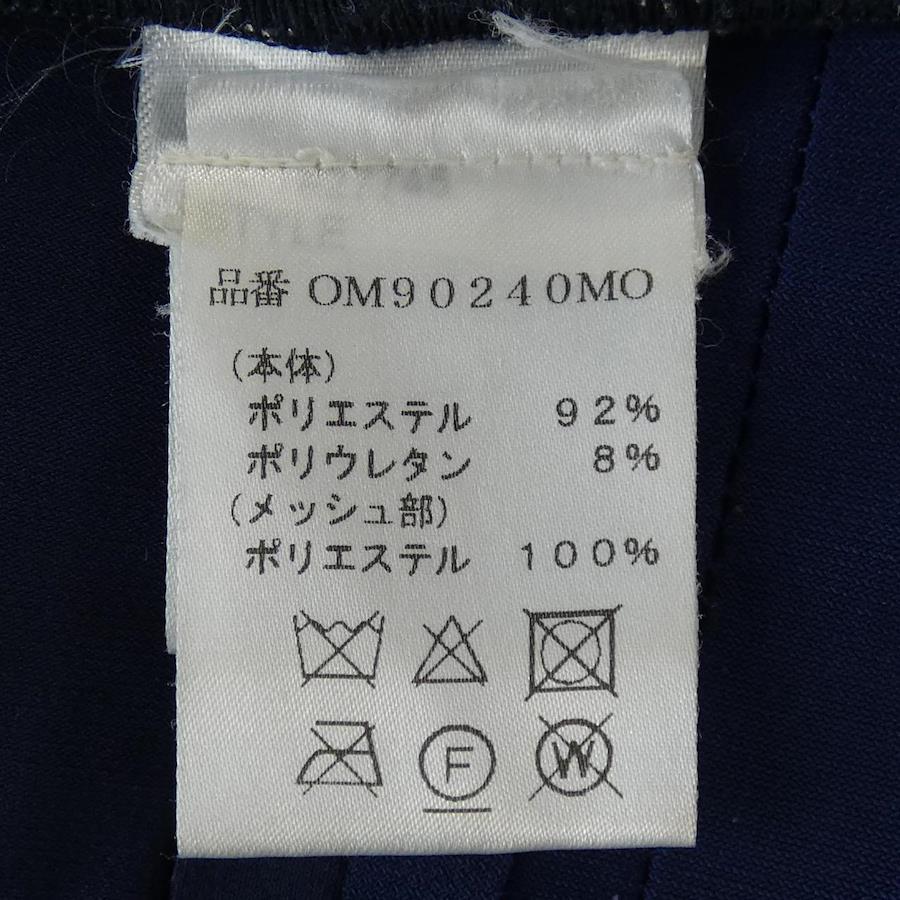 品番 OM90240MO
(本体)
ポリエステル 92%
ポリウレタン 8%
(メッシュ部)
ポリエステル 100%
F
W